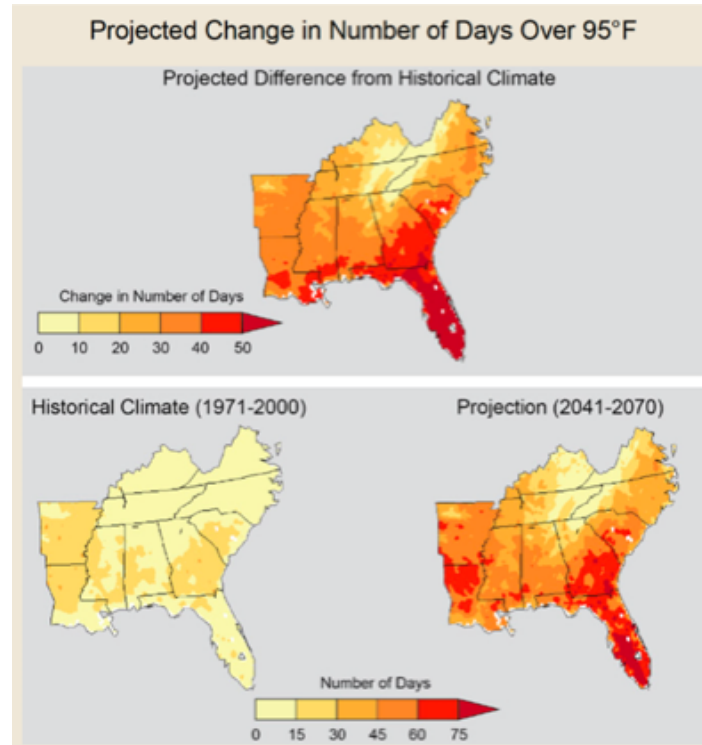 Projected Change in Number of Days Over 95°F
Projected Difference from Historical Climate
Change in Number of Days
0 10 20 30 40 50
Historical Climate (1971-2000)
Projection (2041-2070)
Number of Days
0 15 30 45 60 75